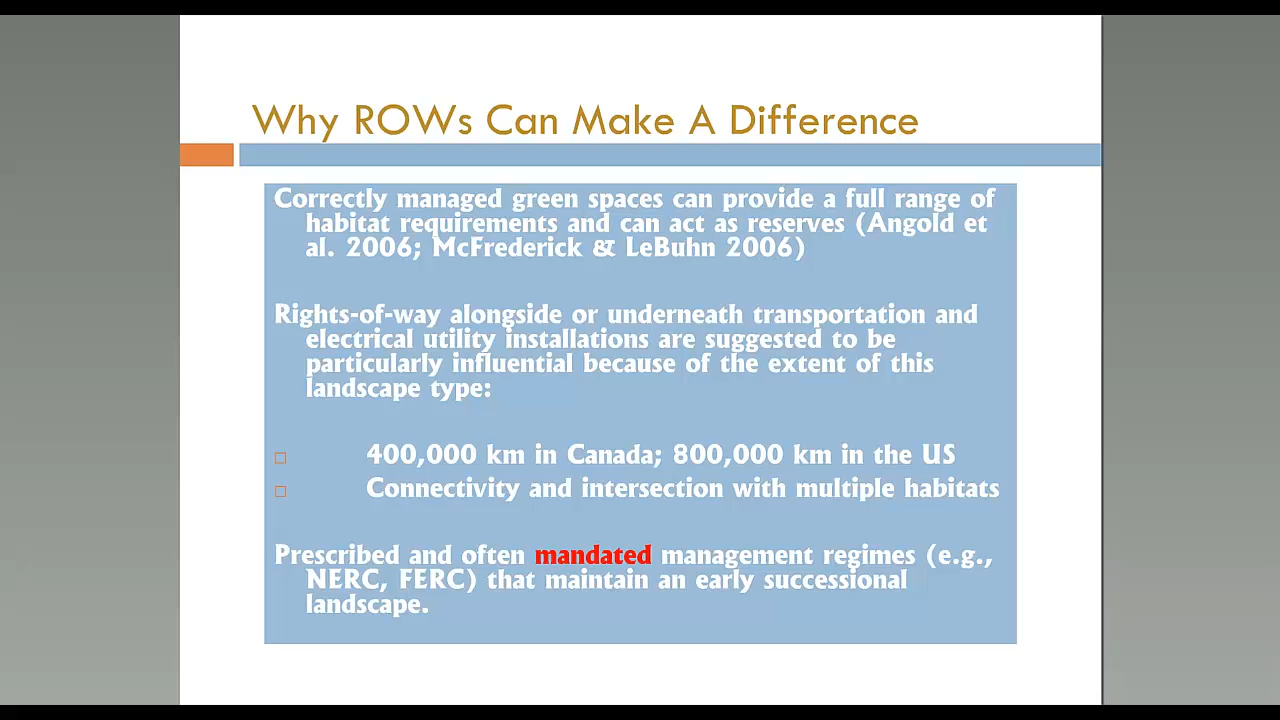 Why ROWs Can Make A Difference
Correctly managed green spaces can provide a full range of
habitat requirements and can act as reserves (Angold et
al. 2006; McFrederick & LeBuhn 2006)
Rights-of-way alongside or underneath transportation and
electrical utility installations are suggested to be
particularly influential because of the extent of this
landscape type:
400,000 km in Canada; 800,000 km in the US
Connectivity and intersection with multiple habitats
Prescribed and often mandated management regimes (e.g.,
NERC, FERC) that maintain an early successional
landscape.